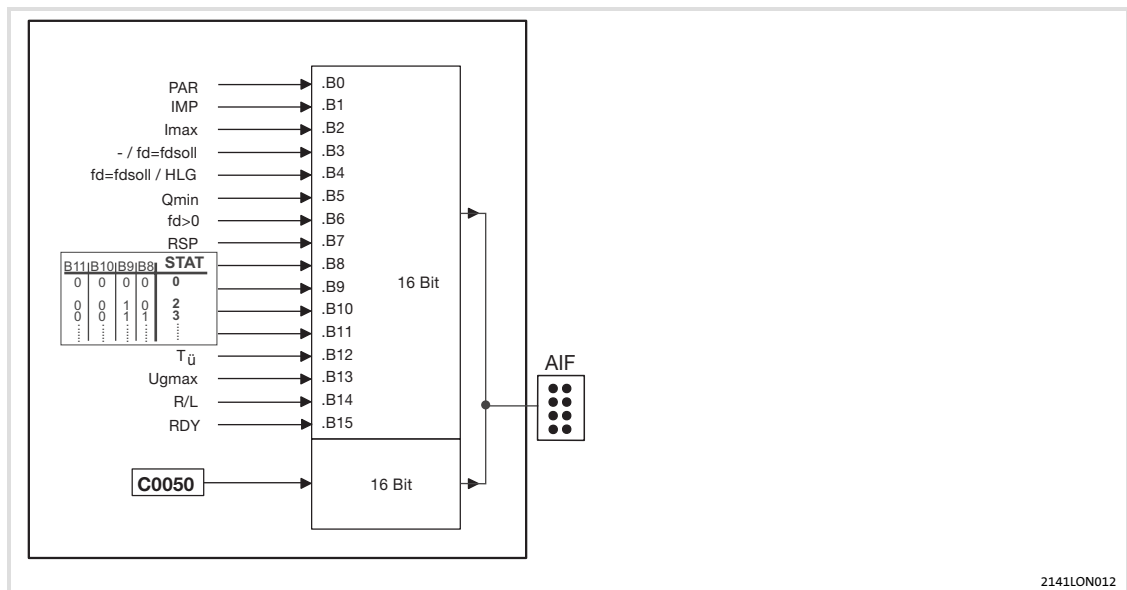 PAR .B0
IMP .B1
Imax .B2
- / fd=fdsoll .B3
fd=fdsoll / HLG .B4
Qmin .B5
fd>0 .B6
RSP .B7
B11 B10 B9 B8 STAT
0 0 0 0 0
0 0 1 0 2
0 0 1 1 3
.B8
.B9
.B10
.B11
16 Bit
Tü .B12
Ugmax .B13
R/L .B14
RDY .B15
AIF
C0050 16 Bit
2141LON012